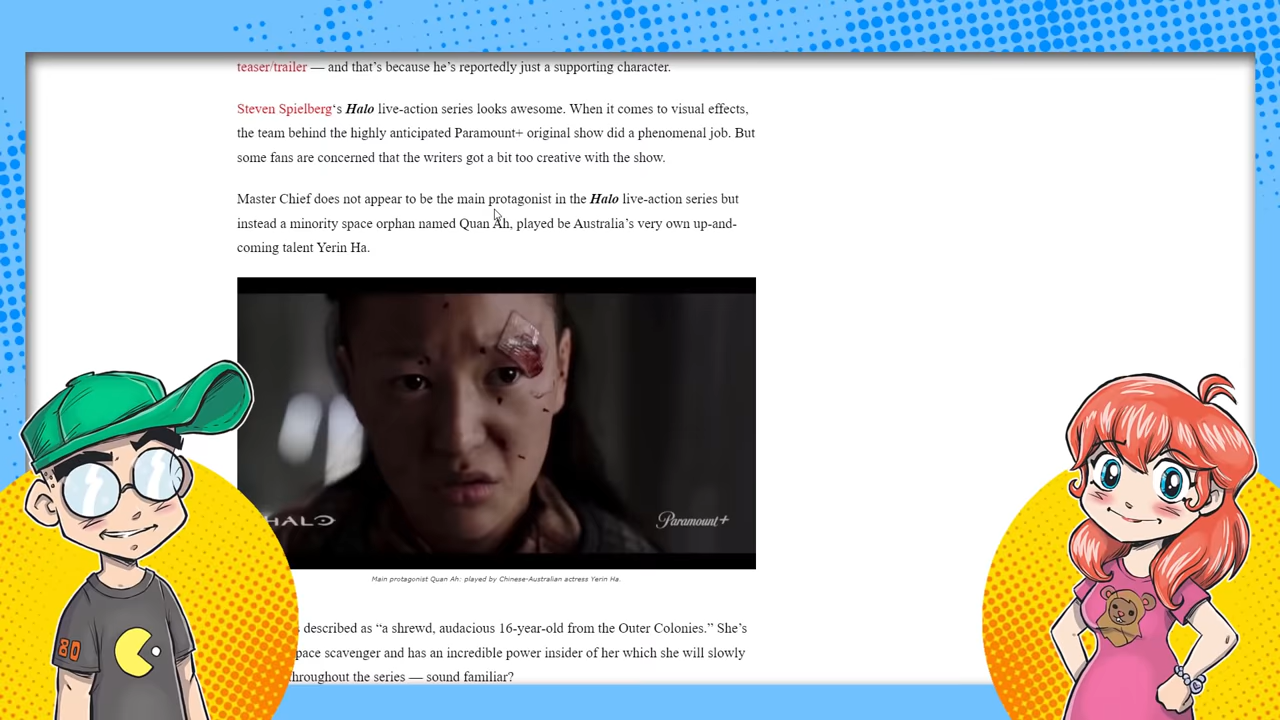 teaser/trailer — and that's because he's reportedly just a supporting character.
Steven Spielberg‘s Halo live-action series looks awesome. When it comes to visual effects,
the team behind the highly anticipated Paramount+ original show did a phenomenal job. But
some fans are concerned that the writers got a bit too creative with the show.
Master Chief does not appear to be the main protagonist in the Halo live-action series but
instead a minority space orphan named Quan Ah, played be Australia's very own up-and-
coming talent Yerin Ha.
HALO
Paramount+
Main protagonist Quan Ah: played by Chinese-Australian actress Yerin Ha.
described as “a shrewd, audacious 16-year-old from the Outer Colonies.” She's
pace scavenger and has an incredible power insider of her which she will slowly
hroughout the series — sound familiar?
80